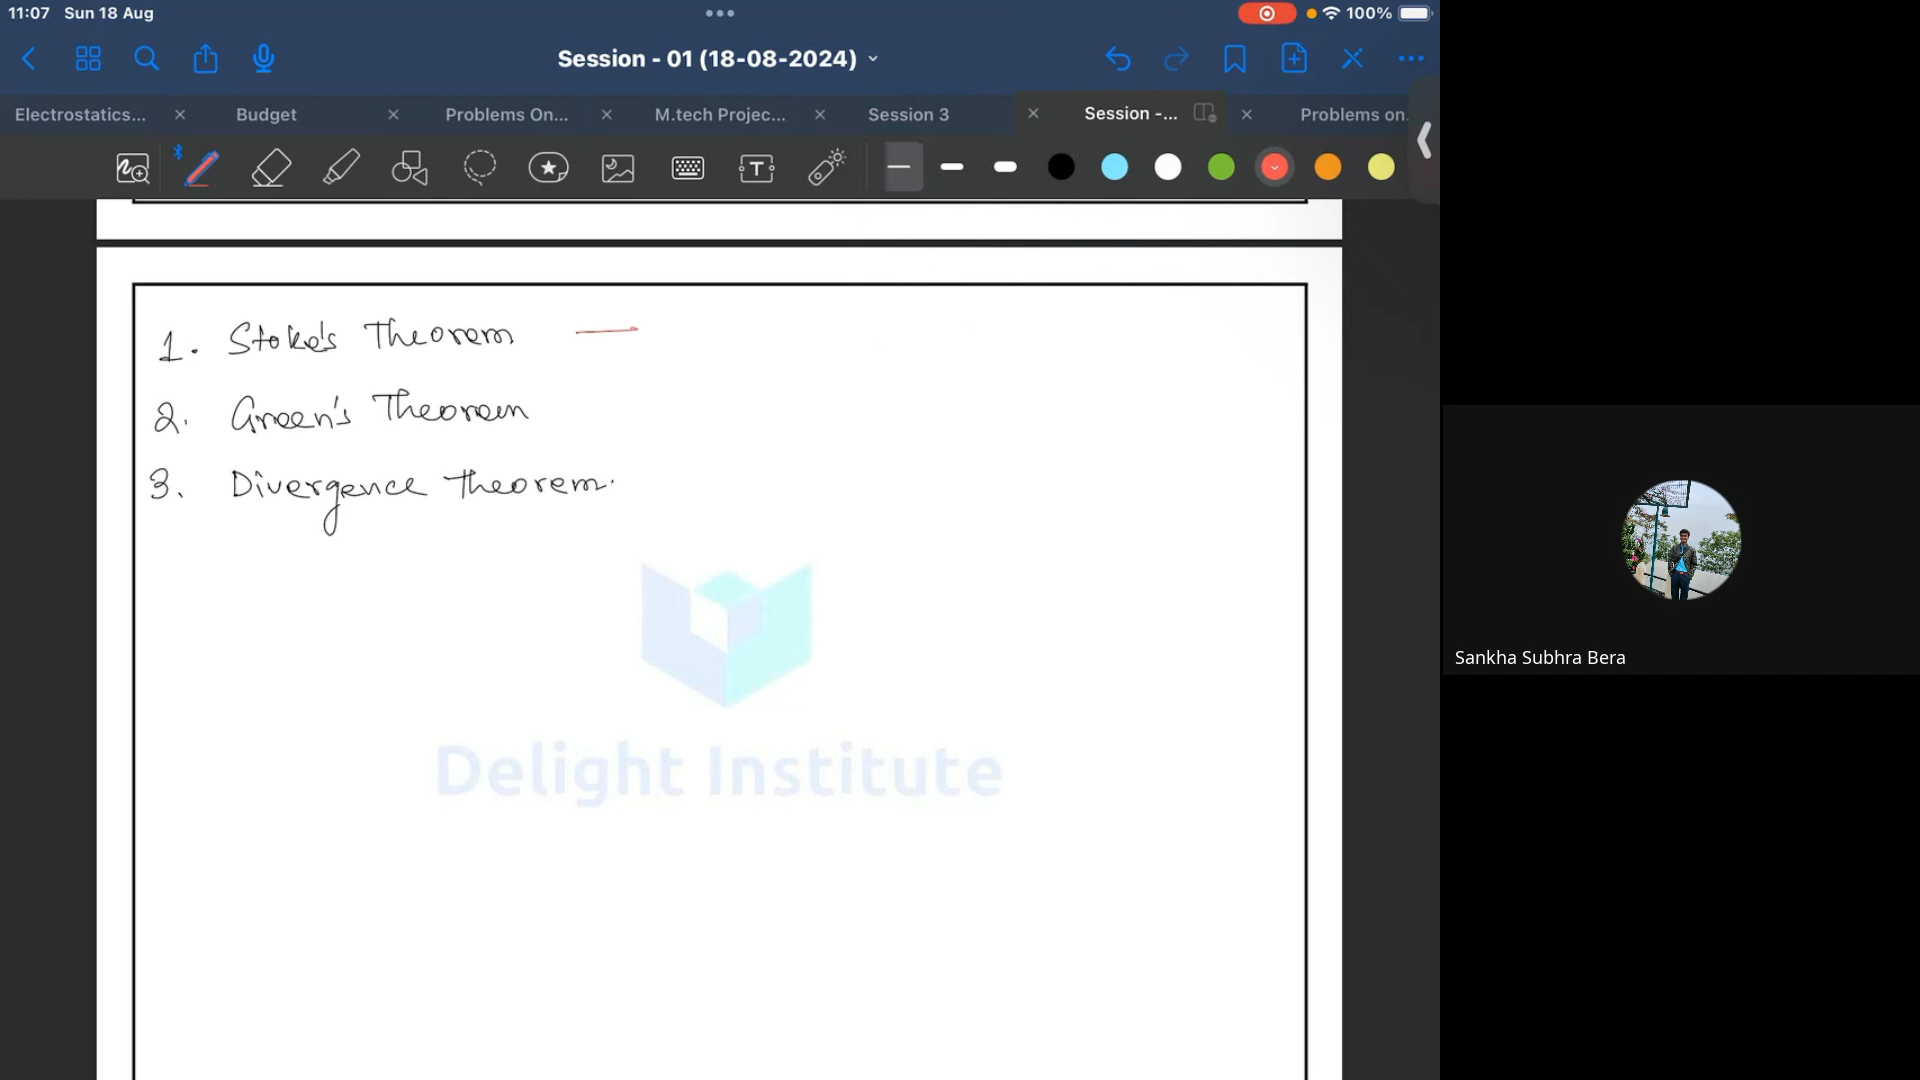 11:07 Sun 18 Aug
100%
Session - 01 (18-08-2024)
Electrostatics... Budget Problems On... M.tech Projec... Session 3 Session -... Problems on.
1. Stoke's Theorem —
2. Green's Theorem
3. Divergence Theorem.
Delight Institute
Sankha Subhra Bera